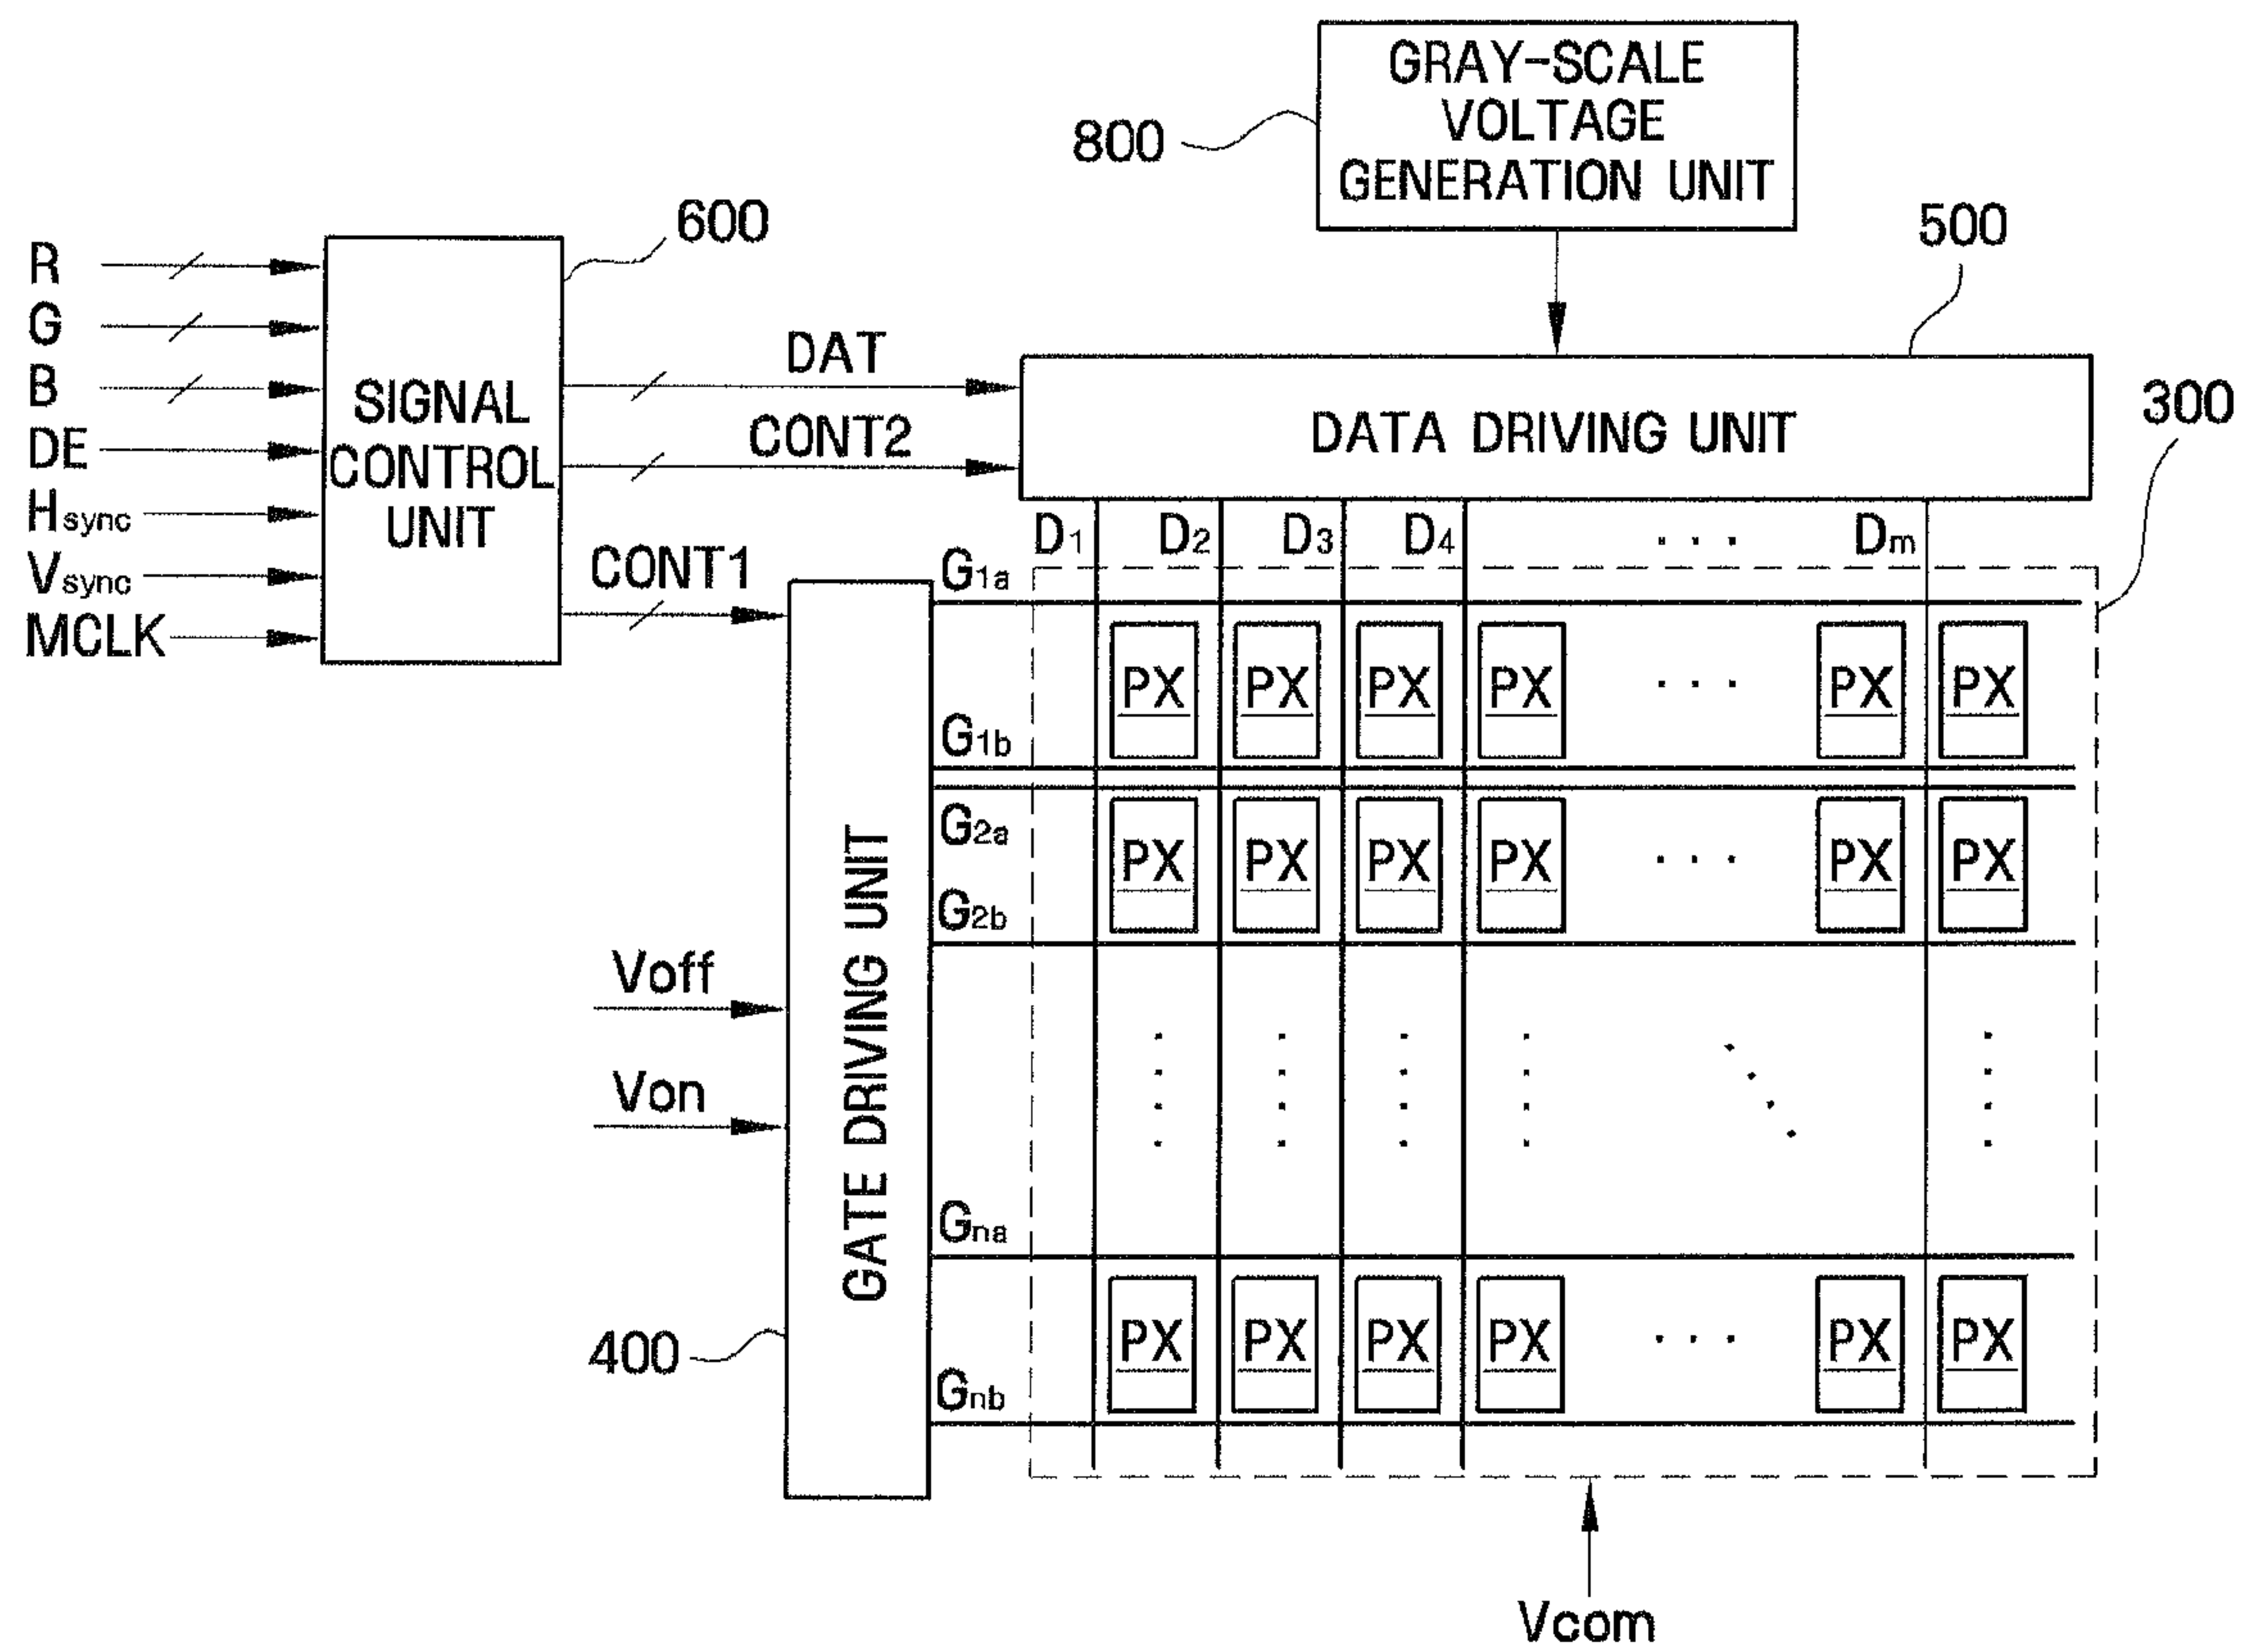 GRAY-SCALE
VOLTAGE
GENERATION UNIT
800
600
500
R
G
B
DE
Hsync
Vsync
MCLK
SIGNAL
CONTROL
UNIT
DAT
CONT2
CONT1
DATA DRIVING UNIT
300
D1 D2 D3 D4 ... Dm
G1a
PX PX PX PX ... PX PX
G1b
G2a
PX PX PX PX ... PX PX
G2b
Voff
Von
GATE DRIVING UNIT
400
Gna
PX PX PX PX ... PX PX
Gnb
Vcom